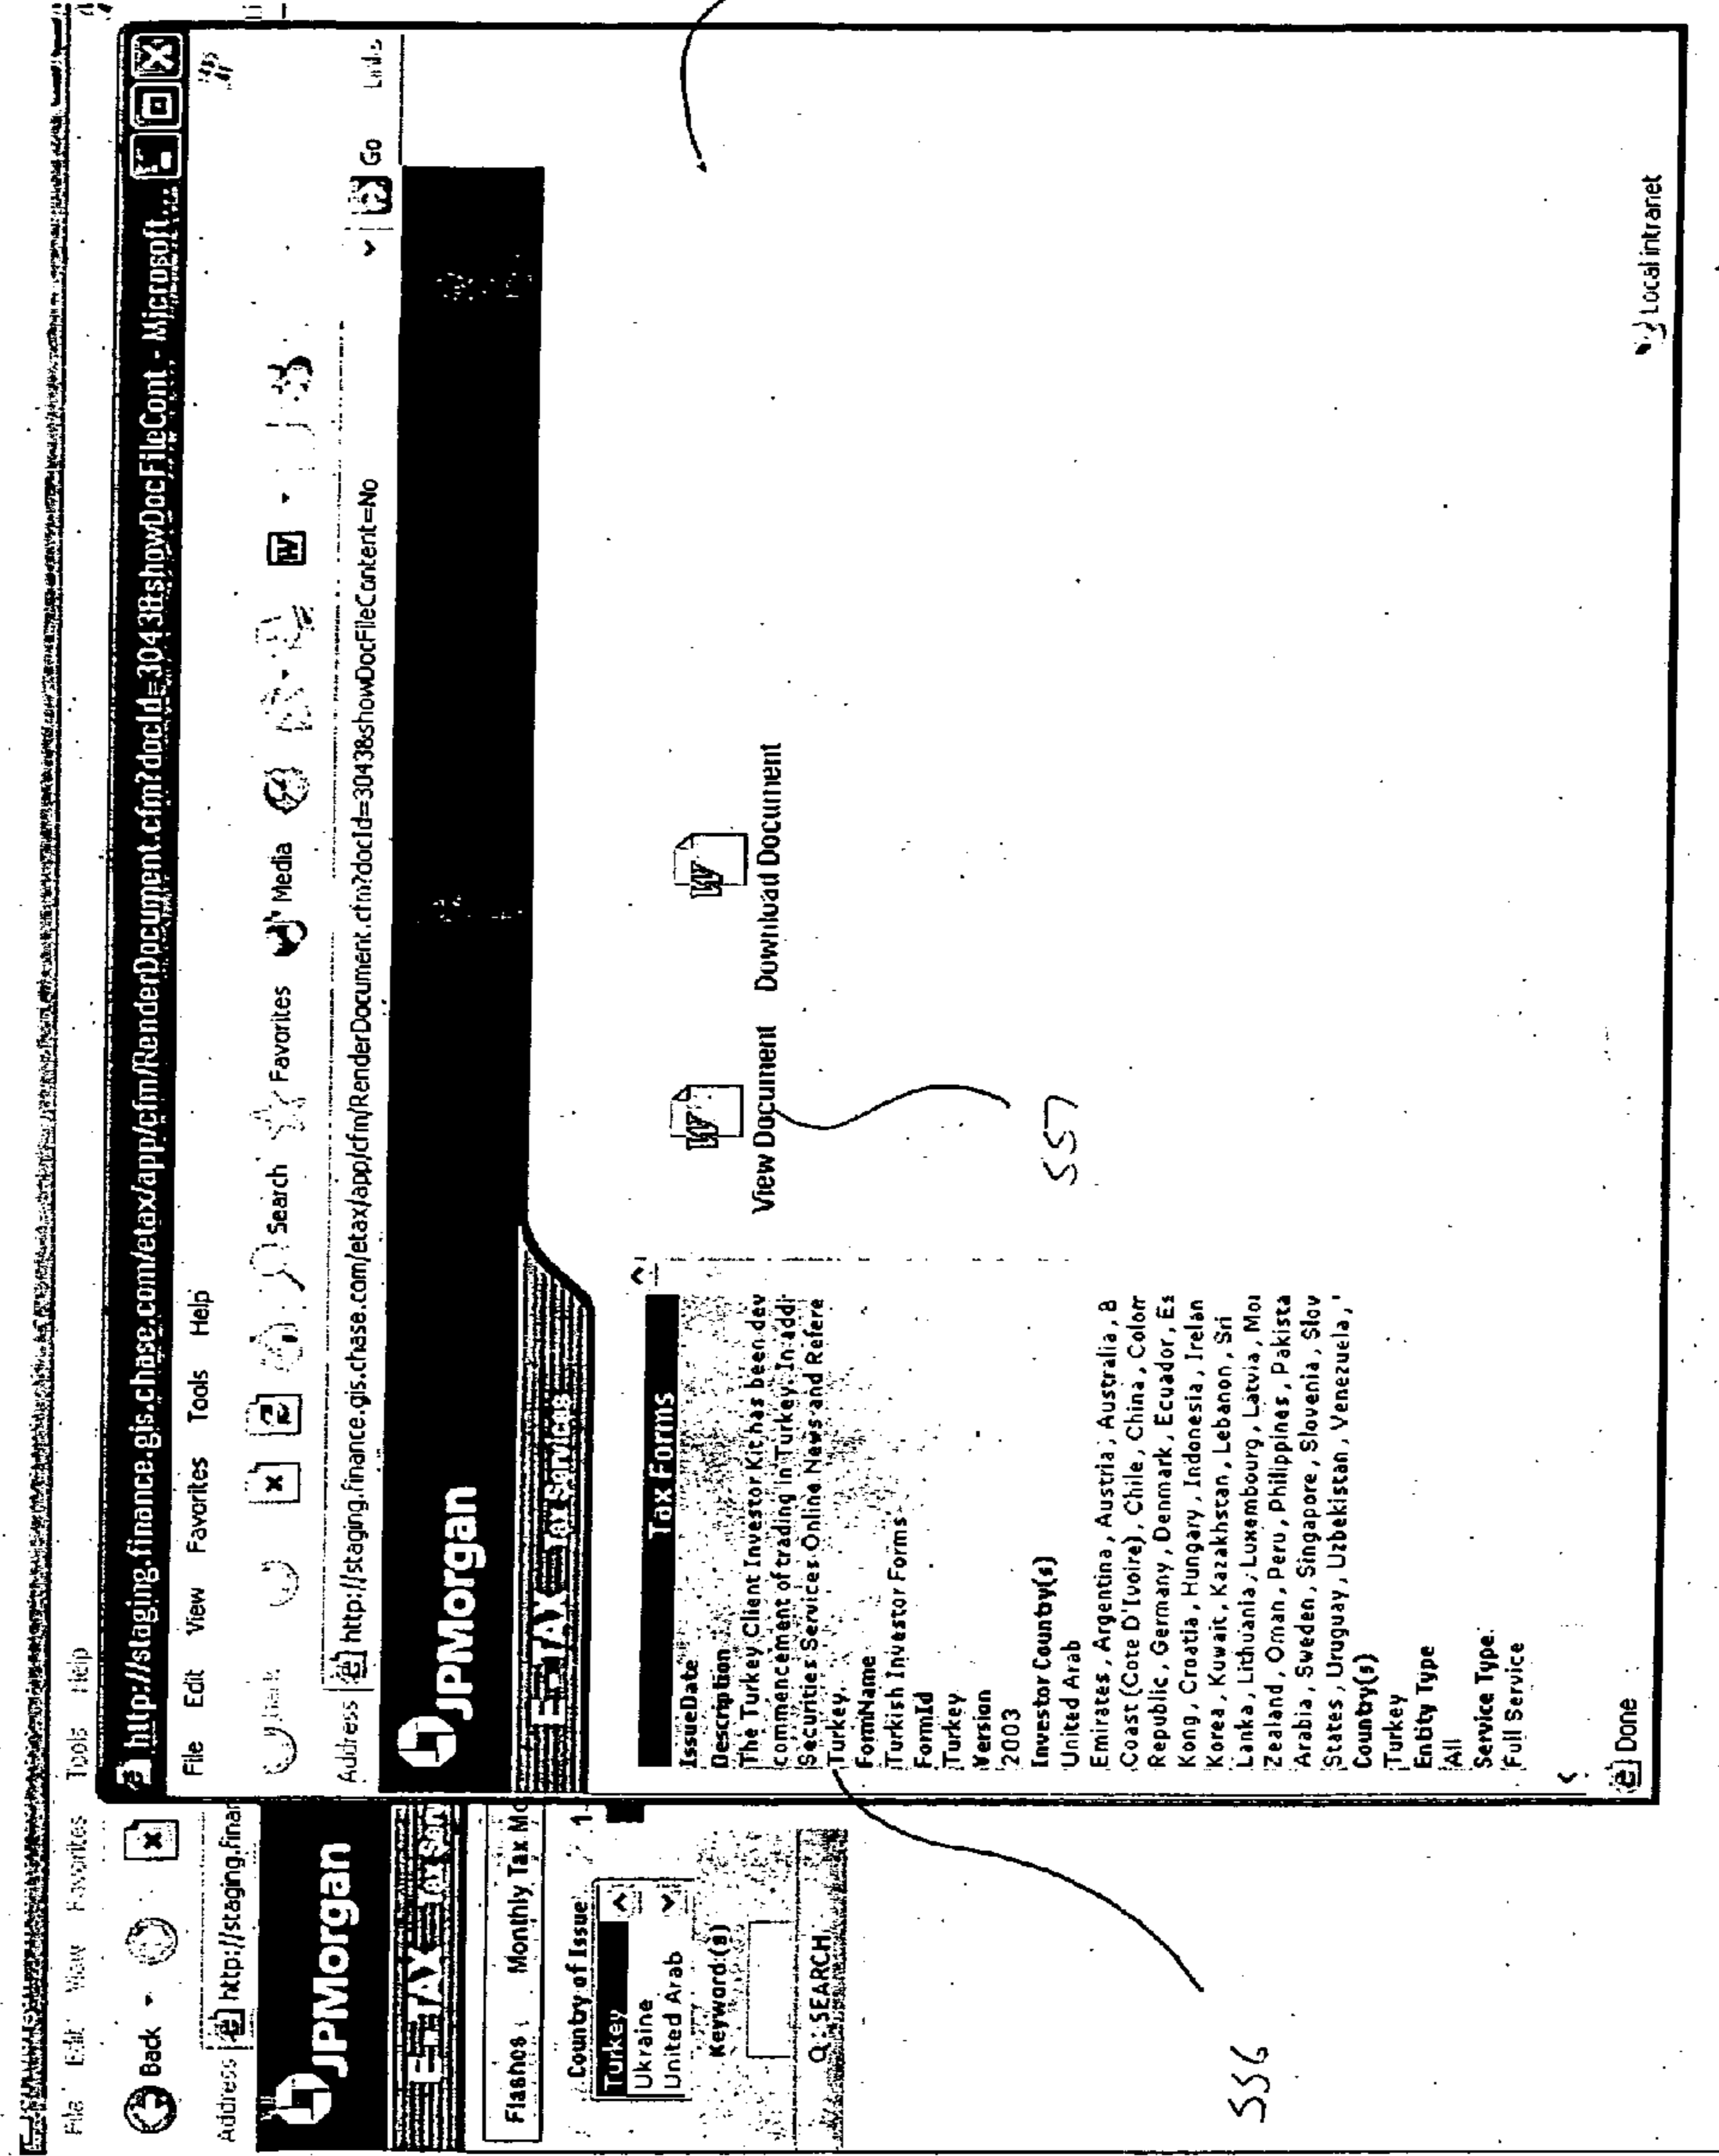 File Edit View Favorites Tools Help
Back
Address http://staging.finan
JPMorgan
E-TAX Tax Serv
Flashes Monthly Tax Mo
Country of Issue
Turkey
Ukraine
United Arab
Keyword(s)
SEARCH
http://staging.finance.gis.chase.com/etax/app/cfm/RenderDocument.cfm?docId=3043&showDocFileCont - Microsoft...
File Edit View Favorites Tools Help
Back Search Favorites Media
Address http://staging.finance.gis.chase.com/etax/app/cfm/RenderDocument.cfm?docId=3043&showDocFileContent=No Go Links
JPMorgan
E-TAX Tax Services
Tax Forms
IssueDate
Description
The Turkey Client Investor Kit has been dev
commencement of trading in Turkey. In addi
Securities Services Online News and Refere
Turkey.
FormName
Turkish Investor Forms
FormId
Turkey
Version
2003
Investor Country(s)
United Arab
Emirates, Argentina, Austria, Australia, B
Coast (Cote D'Ivoire), Chile, China, Colom
Republic, Germany, Denmark, Ecuador, Es
Kong, Croatia, Hungary, Indonesia, Irelan
Korea, Kuwait, Kazakhstan, Lebanon, Sri
Lanka, Lithuania, Luxembourg, Latvia, Mor
Zealand, Oman, Peru, Philippines, Pakista
Arabia, Sweden, Singapore, Slovenia, Slov
States, Uruguay, Uzbekistan, Venezuela, '
Country(s)
Turkey
Entity Type
All
Service Type
Full Service
View Document Download Document
557
556
Done Local intranet